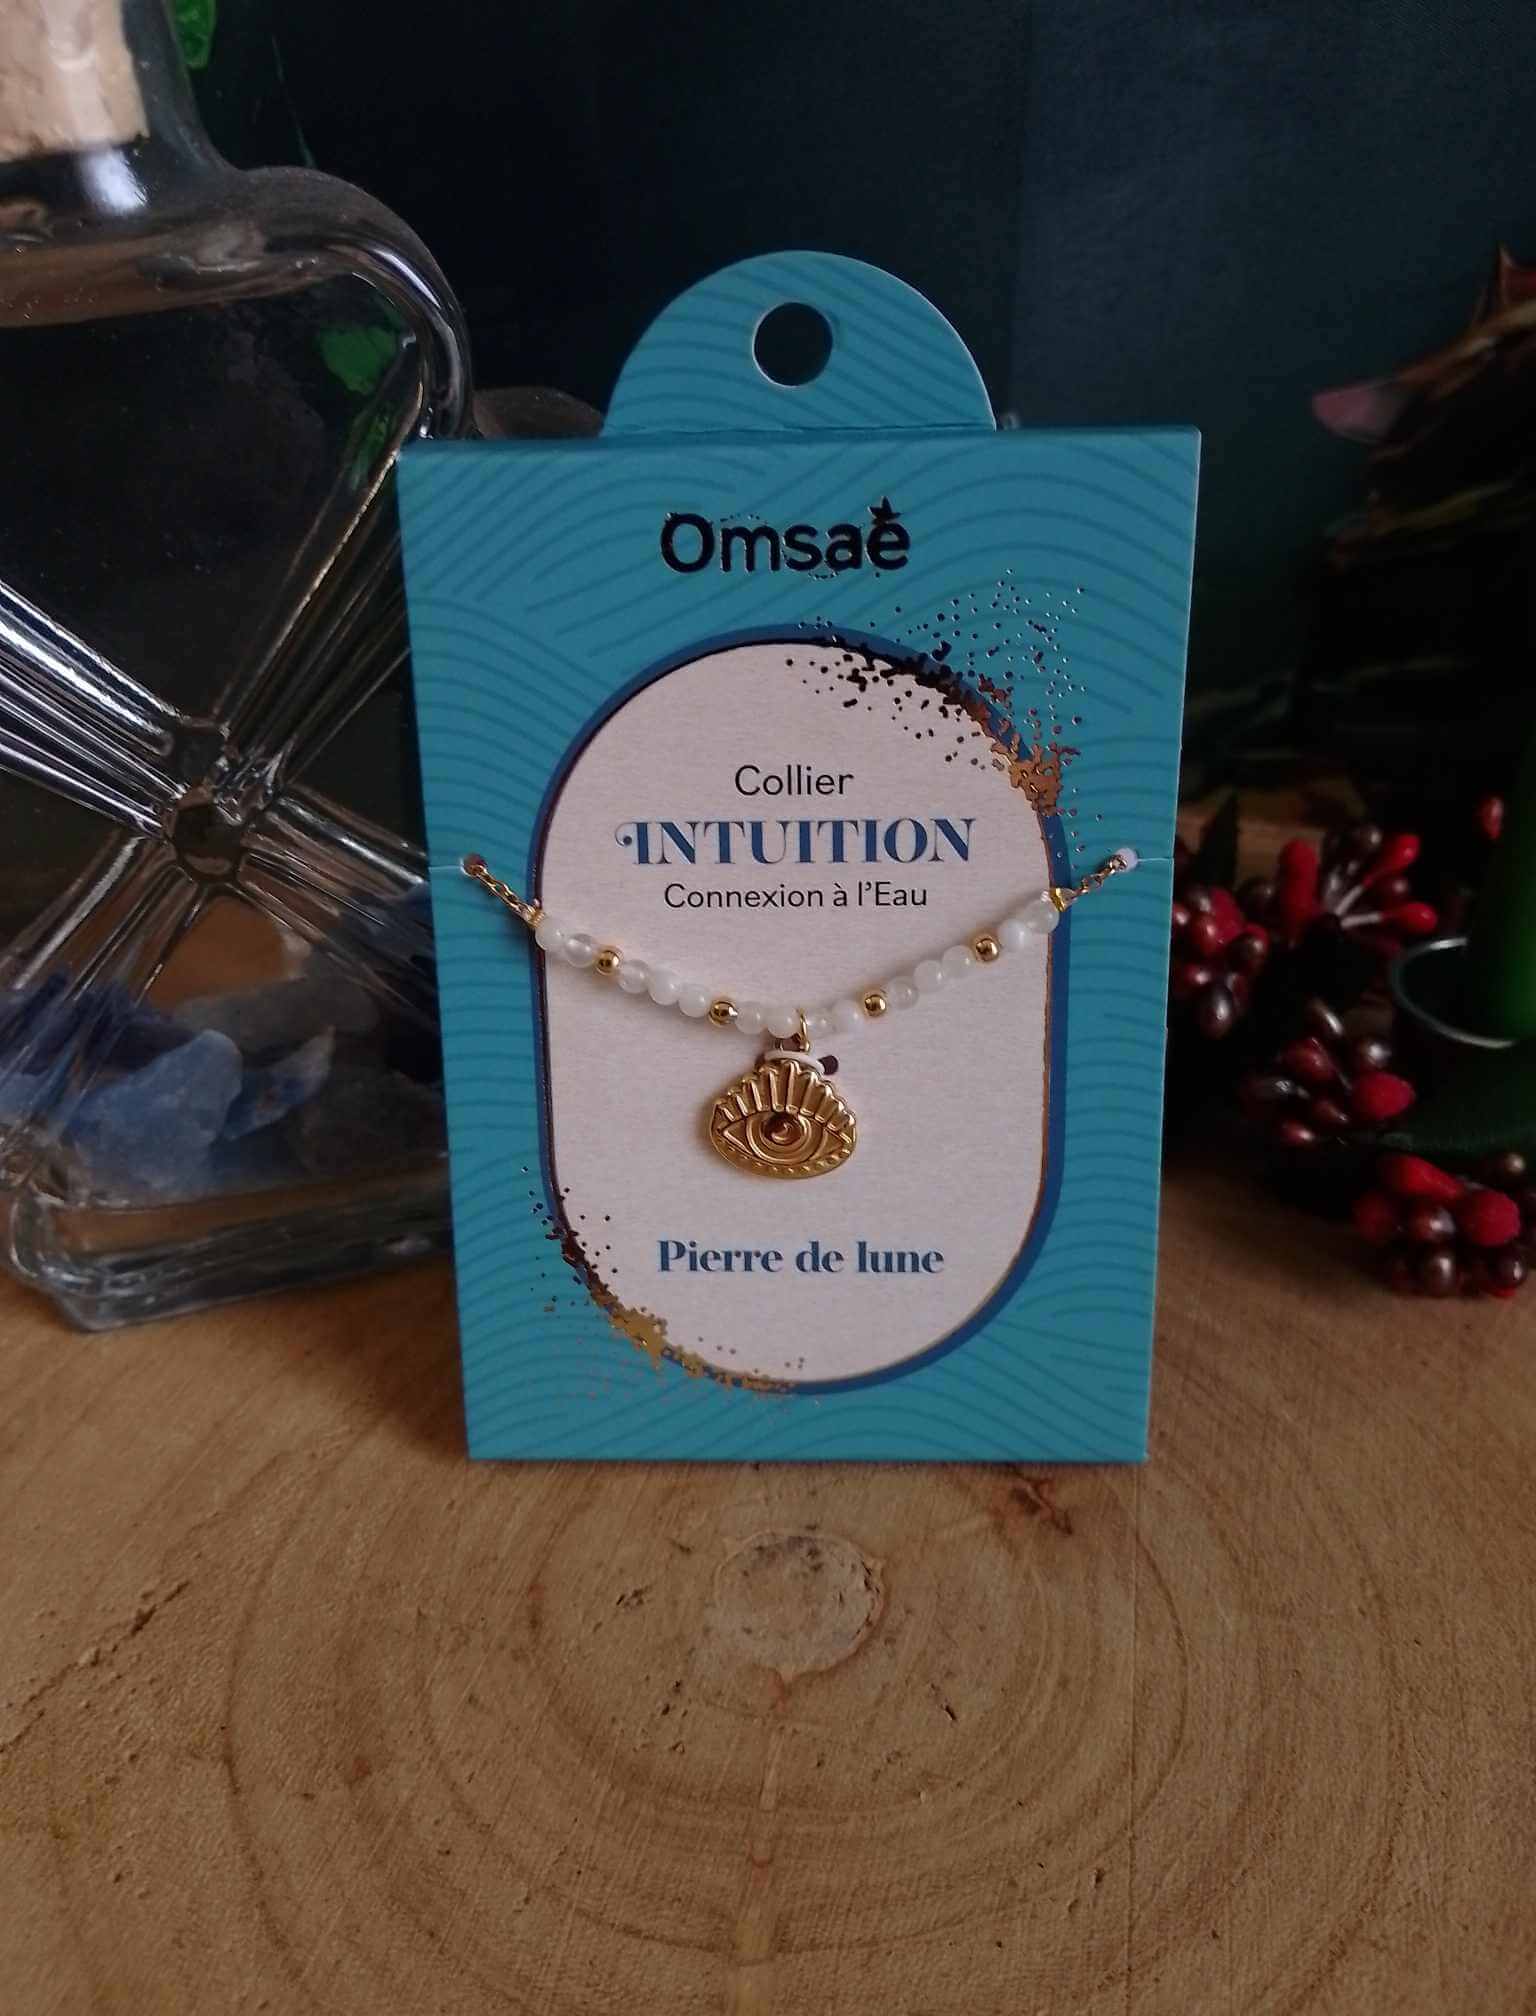 Omsaé
Collier
INTUITION
Connexion à l'Eau
Pierre de lune